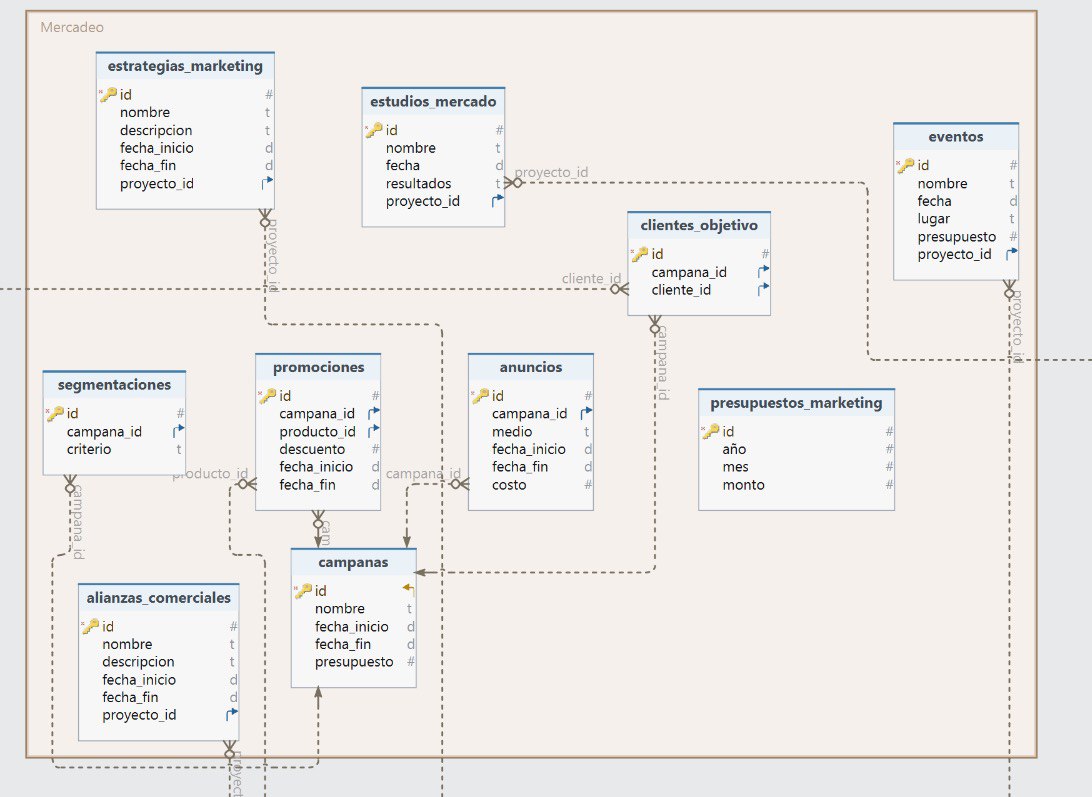 Mercadeo
estrategias_marketing
id #
nombre t
descripcion t
fecha_inicio d
fecha_fin d
proyecto_id
proyecto_id
estudios_mercado
id #
nombre t
fecha d
resultados t
proyecto_id
proyecto_id
eventos
id #
nombre t
fecha d
lugar t
presupuesto #
proyecto_id
proyecto_id
clientes_objetivo
id #
campana_id
cliente_id
cliente_id
campana_id
segmentaciones
id #
campana_id
criterio t
campana_id
promociones
id #
campana_id
producto_id
descuento #
fecha_inicio d
fecha_fin d
producto_id
cam
anuncios
id #
campana_id
medio t
fecha_inicio d
fecha_fin d
costo #
campana_id
presupuestos_marketing
id #
año #
mes #
monto #
campanas
id
nombre t
fecha_inicio d
fecha_fin d
presupuesto #
alianzas_comerciales
id #
nombre t
descripcion t
fecha_inicio d
fecha_fin d
proyecto_id
proyect